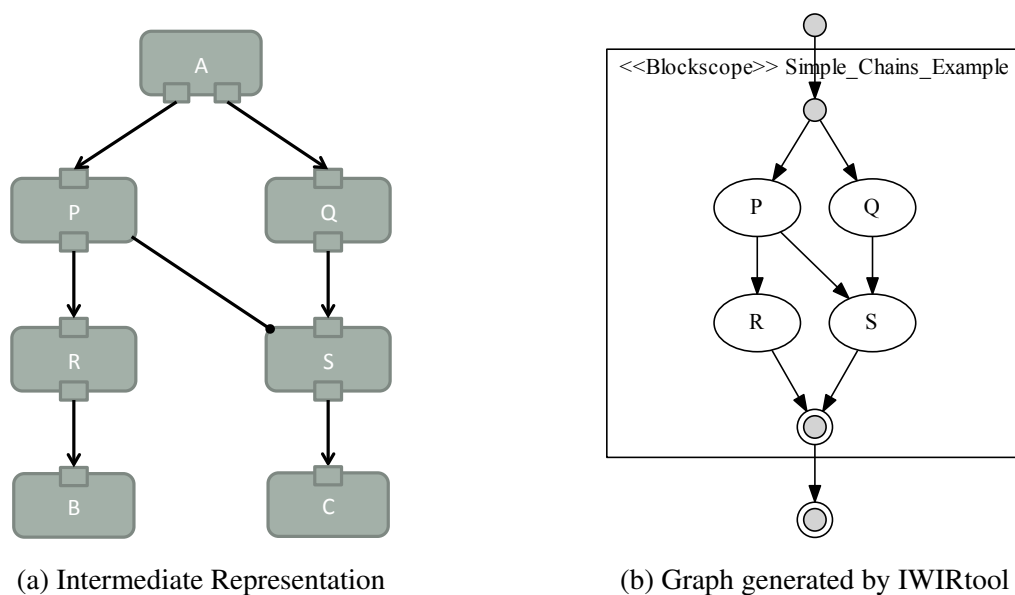 A
P
Q
R
S
B
C
(a) Intermediate Representation
<<Blockscope>> Simple_Chains_Example
P
Q
R
S
(b) Graph generated by IWIRtool